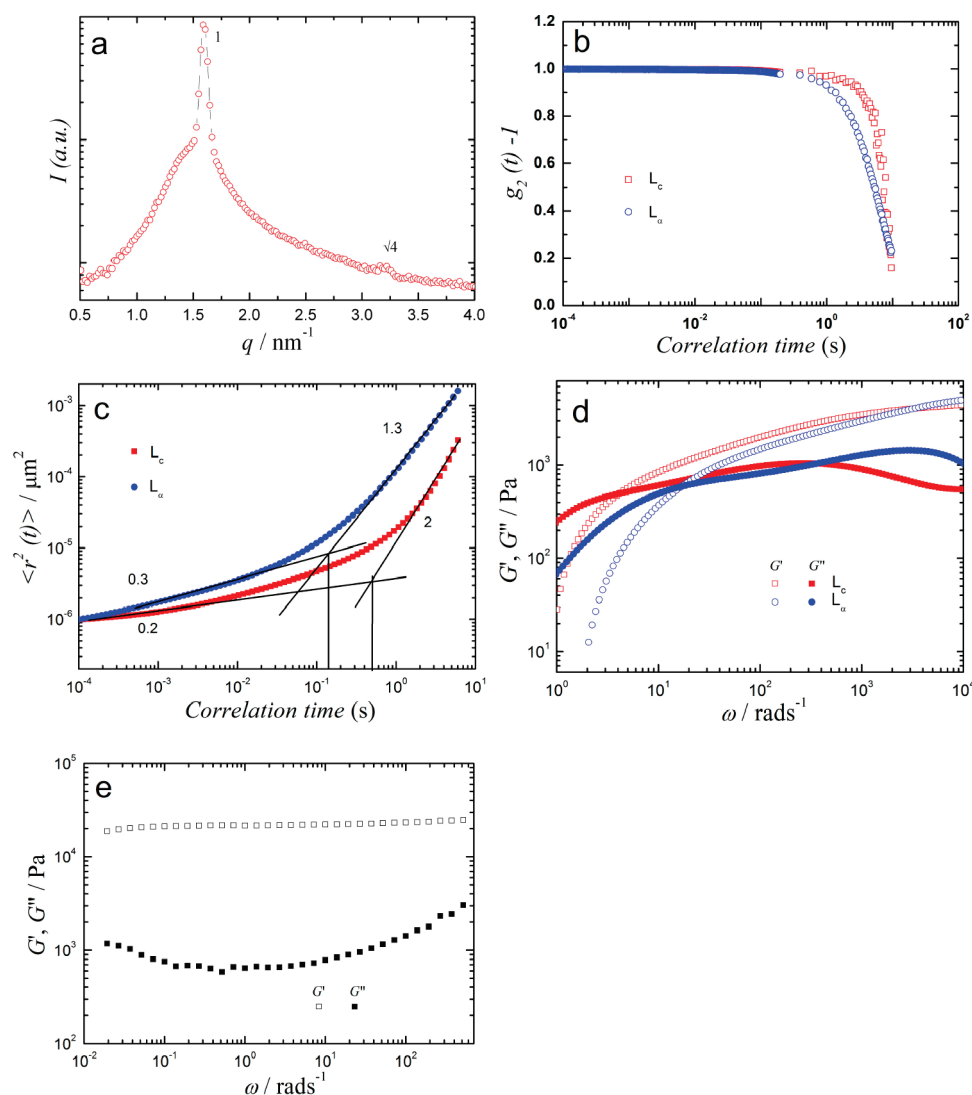 a
1
√4
I (a.u.)
0.5 1.0 1.5 2.0 2.5 3.0 3.5 4.0
q / nm⁻¹
b
1.0
0.8
0.6
0.4
0.2
0.0
g₂ (t) -1
L꜀
Lα
10⁻⁴ 10⁻² 10⁰ 10²
Correlation time (s)
c
10⁻³
10⁻⁴
10⁻⁵
10⁻⁶
<r² (t)> / μm²
L꜀
Lα
1.3
2
0.3
0.2
10⁻⁴ 10⁻³ 10⁻² 10⁻¹ 10⁰ 10¹
Correlation time (s)
d
10³
10² 
10¹
G', G'' / Pa
G' G''
L꜀
Lα
10⁰ 10¹ 10² 10³ 10⁴
ω / rads⁻¹
e
10⁵
10⁴
10³
10²
G', G'' / Pa
G' G''
10⁻² 10⁻¹ 10⁰ 10¹ 10²
ω / rads⁻¹